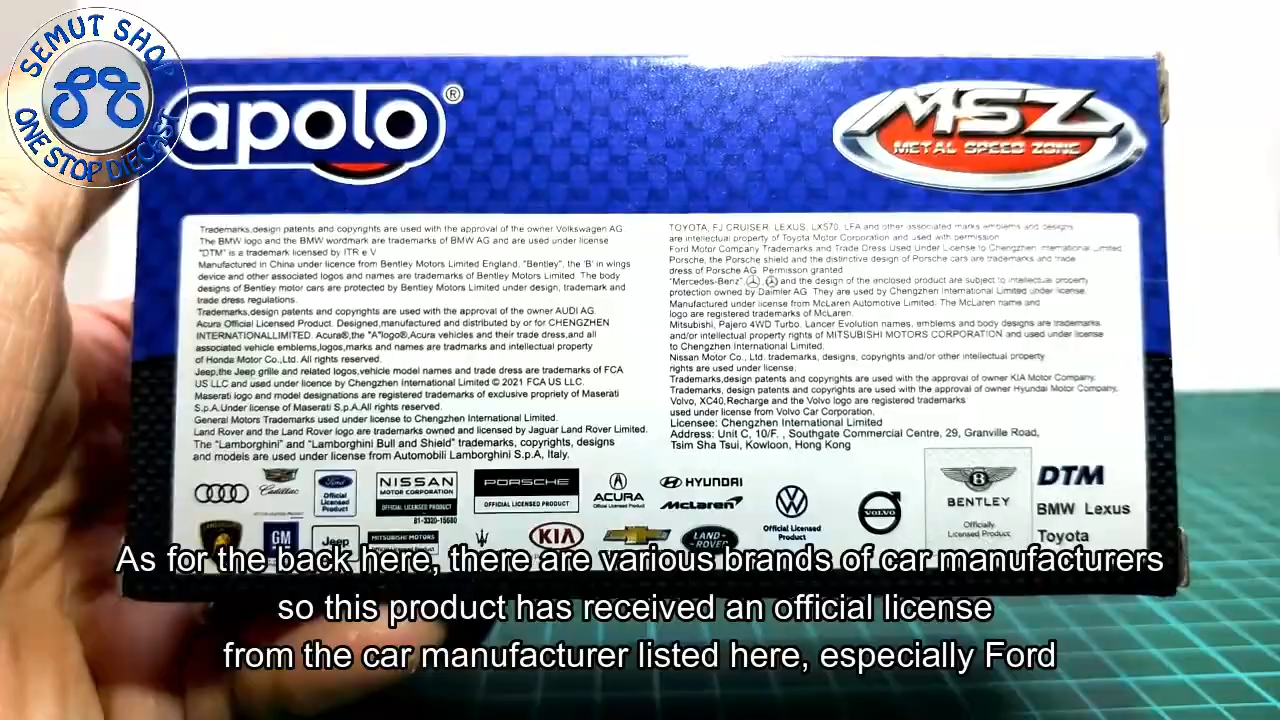 SEMUT SHOP
ONE STOP DIECAST
apolo®
MSZ
METAL SPEED ZONE
Trademarks,design patents and copyrights are used with the approval of the owner Volkswagen AG
The BMW logo and the BMW wordmark are trademarks of BMW AG and are used under license
"DTM" is a trademark licensed by ITR e V
Manufactured in China under licence from Bentley Motors Limited England. "Bentley", the 'B' in wings
device and other associated logos and names are trademarks of Bentley Motors Limited. The body
designs of Bentley motor cars are protected by Bentley Motors Limited under design, trademark and
trade dress regulations.
Trademarks,design patents and copyrights are used with the approval of the owner AUDI AG.
Acura Official Licensed Product. Designed,manufactured and distributed by or for CHENGZHEN
INTERNATIONALLIMITED. Acura®,the "A"logo®,Acura vehicles and their trade dress,and all
associated vehicle emblems,logos,marks and names are tradmarks and intellectual property
of Honda Motor Co.,Ltd. All rights reserved.
Jeep,the Jeep grille and related logos,vehicle model names and trade dress are trademarks of FCA
US LLC and used under licence by Chengzhen International Limited © 2021 FCA US LLC.
Maserati logo and model designations are registered trademarks of exclusive propriety of Maserati
S.p.A.Under license of Maserati S.p.A.All rights reserved.
General Motors Trademarks used under license to Chengzhen International Limited.
Land Rover and the Land Rover logo are trademarks owned and licensed by Jaguar Land Rover Limited.
The "Lamborghini" and "Lamborghini Bull and Shield" trademarks, copyrights, designs
and models are used under license from Automobili Lamborghini S.p.A, Italy.
TOYOTA, FJ CRUISER, LEXUS, LX570, LFA and other associated marks emblems and designs
are intellectual property of Toyota Motor Corporation and used with permission
Ford Motor Company Trademarks and Trade Dress Used Under License to Chengzhen International Limited
Porsche, the Porsche shield and the distinctive design of Porsche cars are trademarks and trade
dress of Porsche AG Permisson granted
"Mercedes-Benz" and the design of the enclosed product are subject to intellectual property
protection owned by Daimler AG. They are used by Chengzhen International Limited under license.
Manufactured under license from McLaren Automotive Limited. The McLaren name and
logo are registered trademarks of McLaren.
Mitsubishi, Pajero 4WD Turbo. Lancer Evolution names, emblems and body designs are trademarks
and/or intellectual property rights of MITSUBISHI MOTORS CORPORATION and used under license
to Chengzhen International Limited.
Nissan Motor Co., Ltd. trademarks, designs, copyrights and/or other intellectual property
rights are used under license.
Trademarks,design patents and copyrights are used with the approval of owner KIA Motor Company.
Trademarks, design patents and copyrights are used with the approval of owner Hyundai Motor Company.
Volvo, XC40,Recharge and the Volvo logo are registered trademarks
used under license from Volvo Car Corporation.
Licensee: Chengzhen International Limited
Address: Unit C, 10/F. , Southgate Commercial Centre, 29, Granville Road,
Tsim Sha Tsui, Kowloon, Hong Kong
Cadillac
Ford
Official
Licensed
Product
NISSAN
MOTOR CORPORATION
OFFICIAL LICENSED PRODUCT
PORSCHE
OFFICIAL LICENSED PRODUCT
ACURA
Official Licensed Product
HYUNDAI
McLaren
Official Licensed
Product
VOLVO
B
BENTLEY
Officially
Licensed Product
DTM
BMW Lexus
Toyota
LAMBORGHINI
GM
Jeep
MITSUBISHI MOTORS
KIA
LAND-
ROVER
As for the back here, there are various brands of car manufacturers
so this product has received an official license
from the car manufacturer listed here, especially Ford